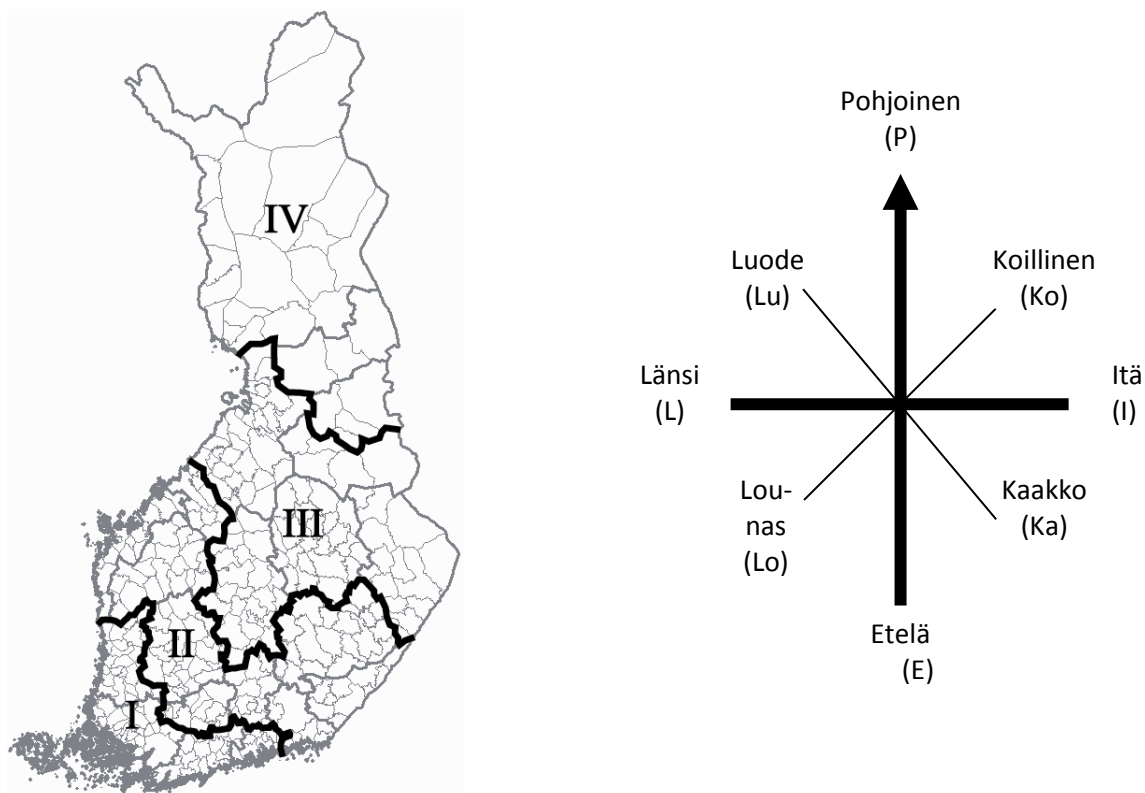 IV
III
II
I
Pohjoinen
(P)
Luode
(Lu)
Koillinen
(Ko)
Länsi
(L)
Itä
(I)
Lou-
nas
(Lo)
Kaakko
(Ka)
Etelä
(E)